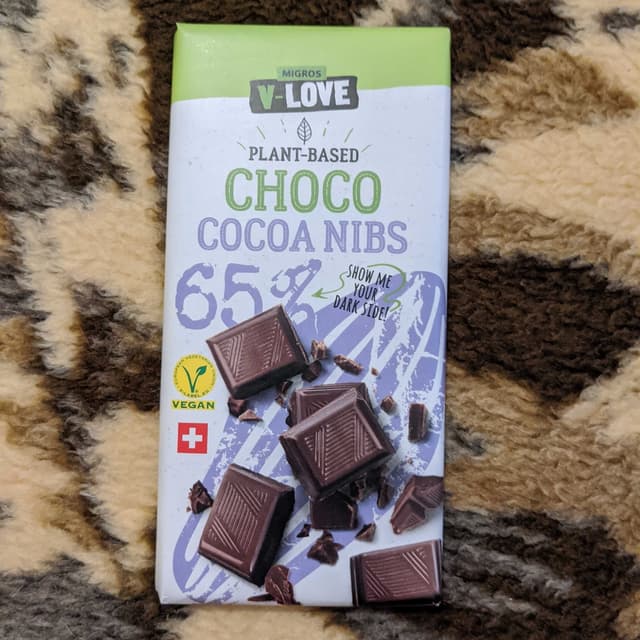 MIGROS
V-LOVE
PLANT-BASED
CHOCO
COCOA NIBS
65%
SHOW ME
YOUR
DARK SIDE!
VEGAN